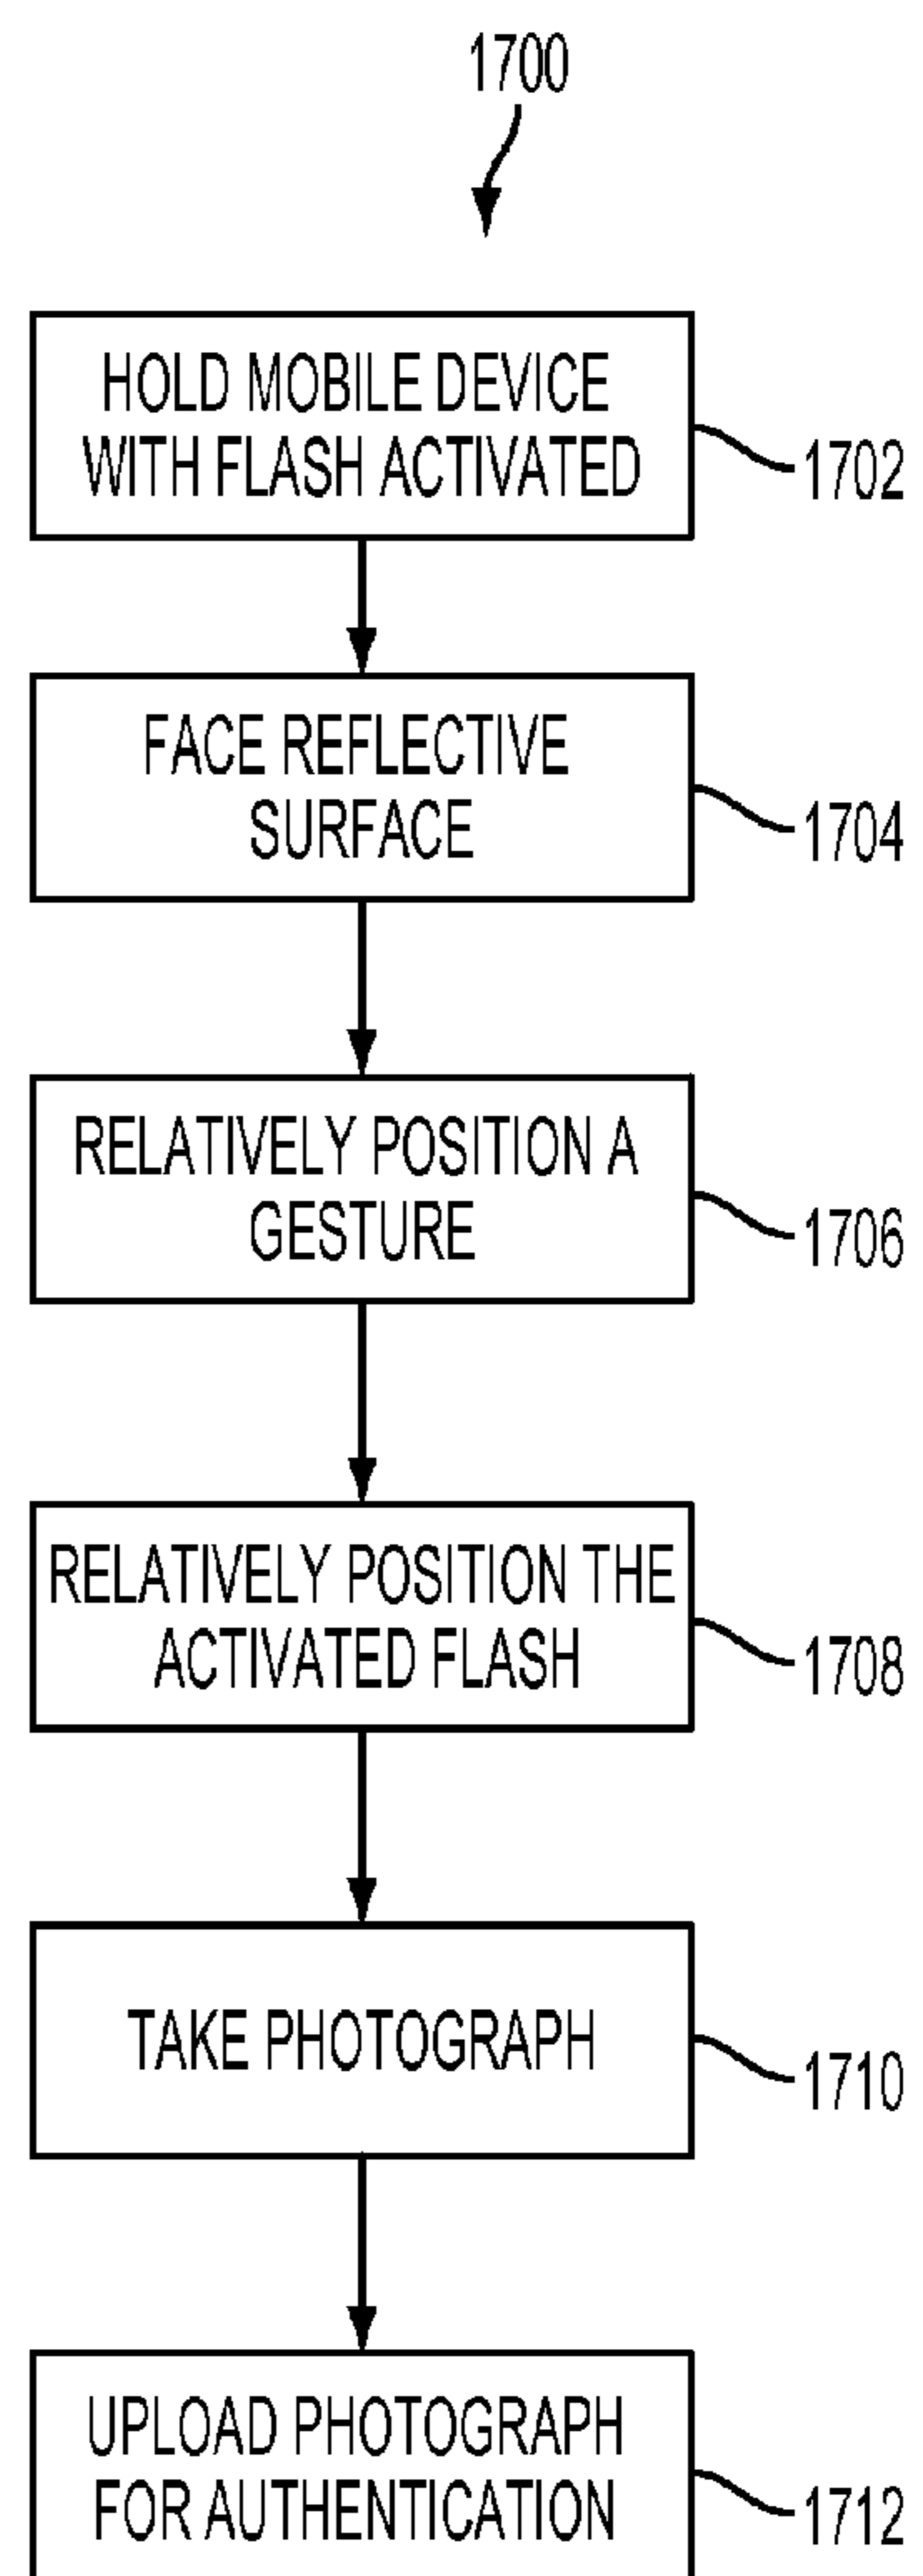 1700
HOLD MOBILE DEVICE
WITH FLASH ACTIVATED
1702
FACE REFLECTIVE
SURFACE
1704
RELATIVELY POSITION A
GESTURE
1706
RELATIVELY POSITION THE
ACTIVATED FLASH
1708
TAKE PHOTOGRAPH
1710
UPLOAD PHOTOGRAPH
FOR AUTHENTICATION
1712